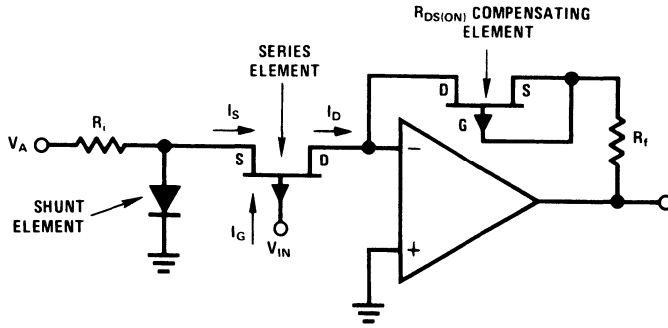 R_DS(ON) COMPENSATING
ELEMENT
SERIES
ELEMENT
D
S
G
I_S
I_D
R_i
V_A
S
D
R_f
−
SHUNT
ELEMENT
I_G
V_IN
+